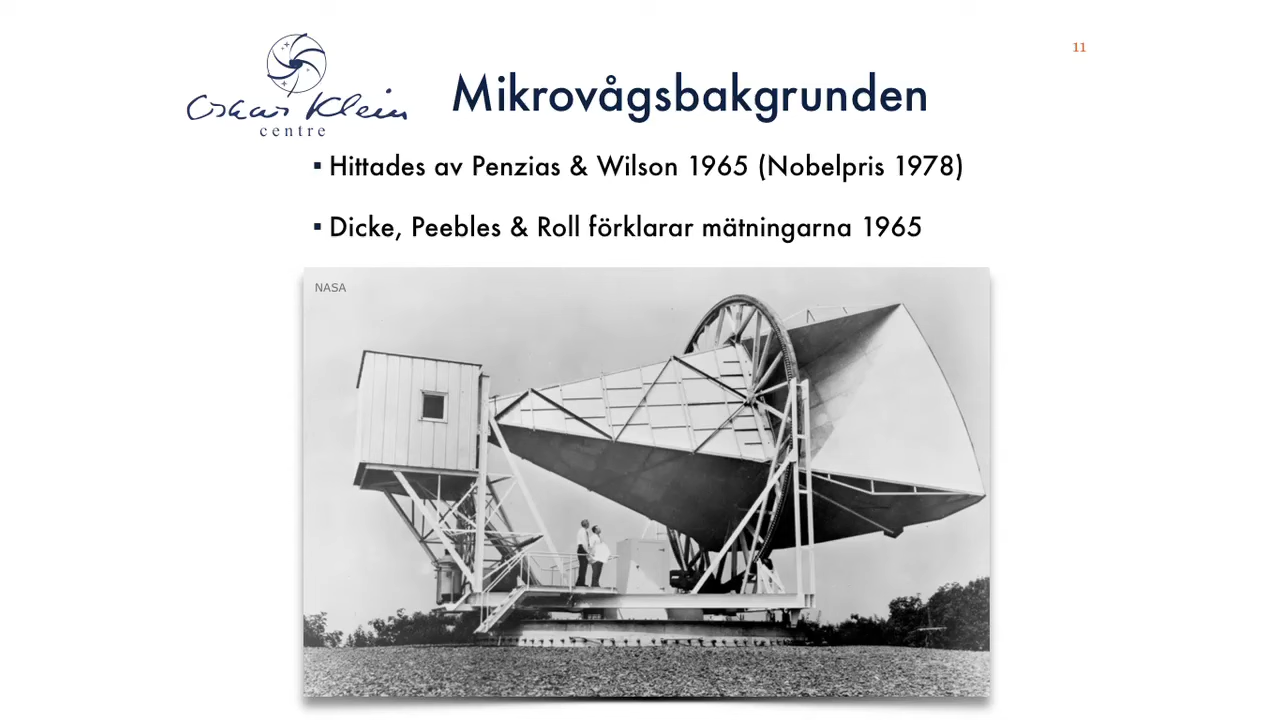 11
Oskar Klein
centre
Mikrovågsbakgrunden
▪ Hittades av Penzias & Wilson 1965 (Nobelpris 1978)
▪ Dicke, Peebles & Roll förklarar mätningarna 1965
NASA